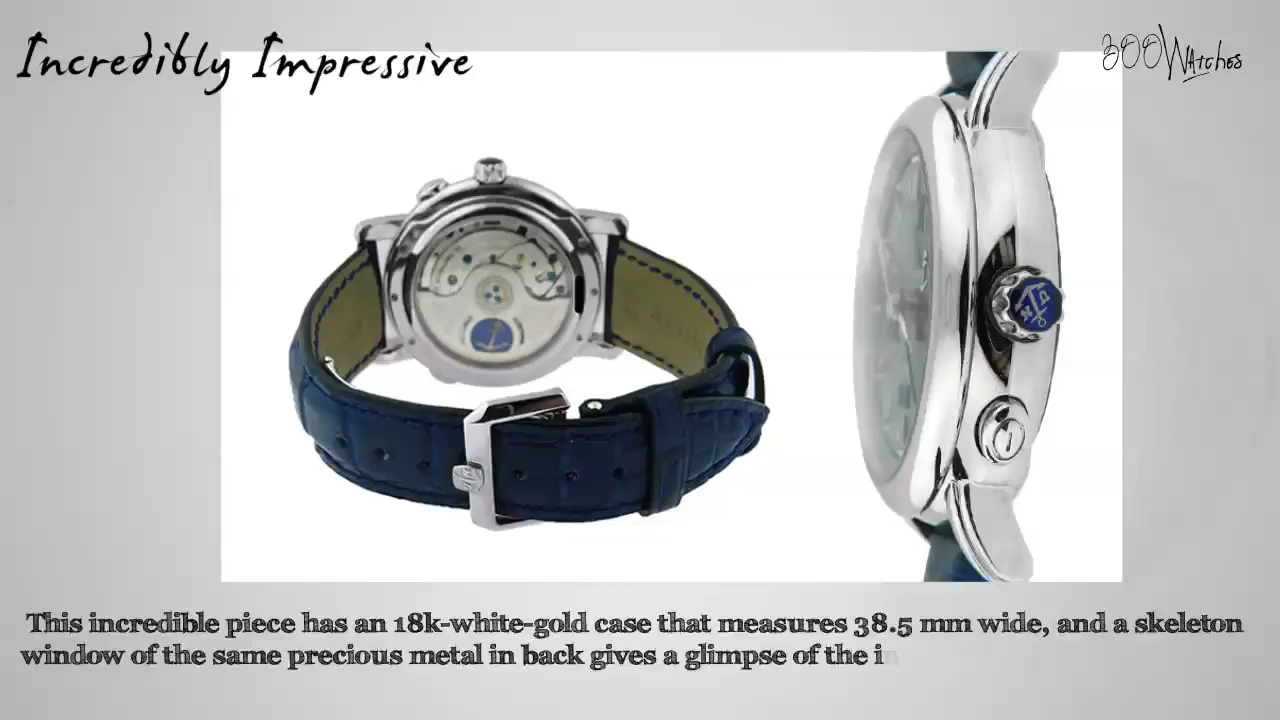 Incredibly Impressive
300Watches
This incredible piece has an 18k-white-gold case that measures 38.5 mm wide, and a skeleton
window of the same precious metal in back gives a glimpse of the in